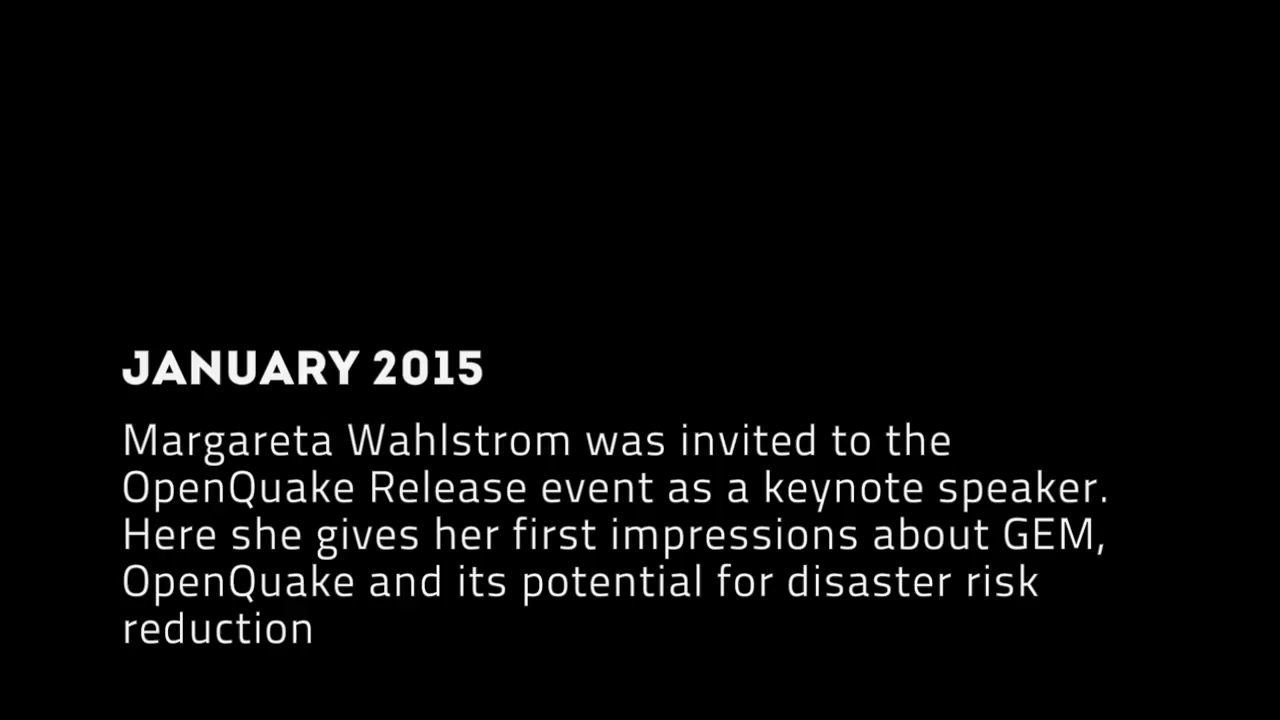 JANUARY 2015
Margareta Wahlstrom was invited to the
OpenQuake Release event as a keynote speaker.
Here she gives her first impressions about GEM,
OpenQuake and its potential for disaster risk
reduction